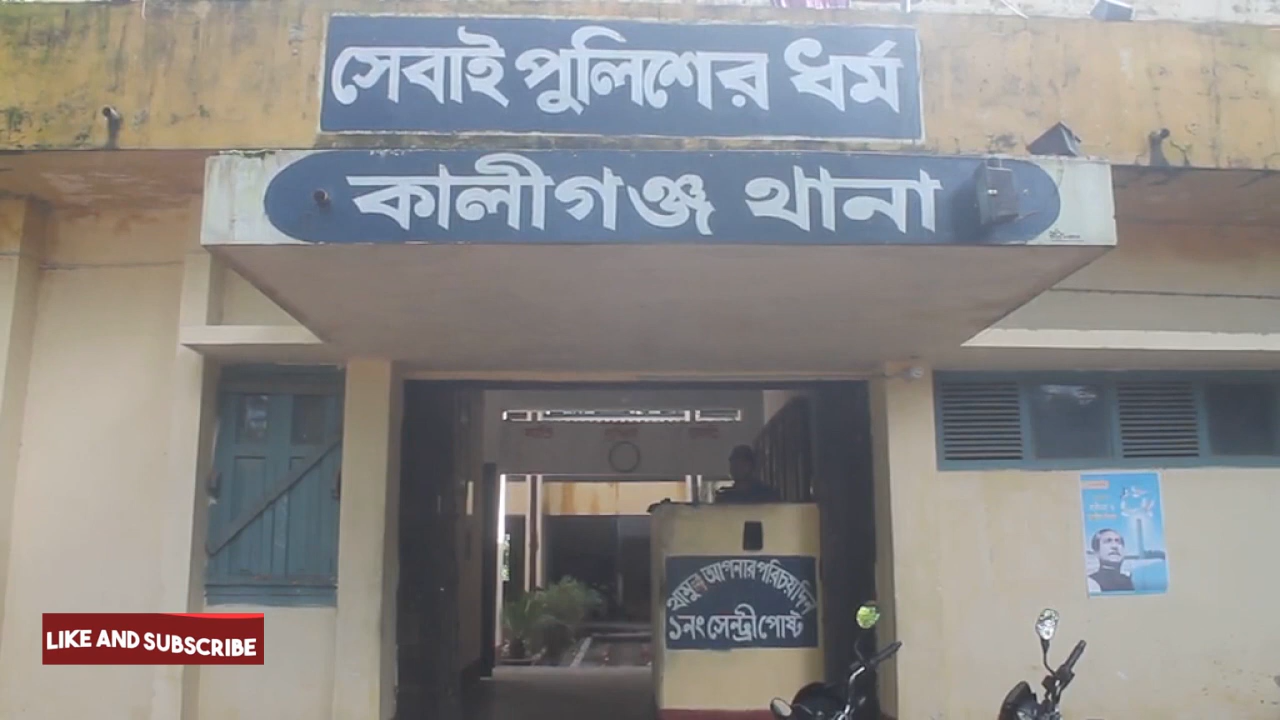 সেবাই পুলিশের ধর্ম
কালীগঞ্জ থানা
থামুন আপনার পরিচয় দিন
১নং সেন্ট্রী পোষ্ট
LIKE AND SUBSCRIBE